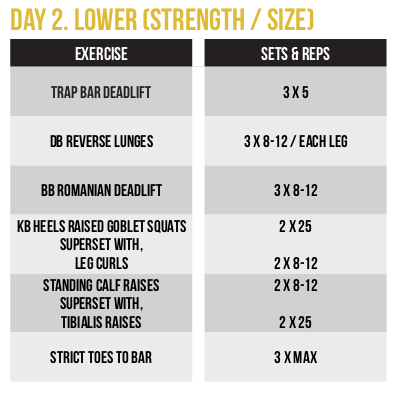 DAY 2. LOWER (STRENGTH / SIZE)
EXERCISE SETS & REPS
TRAP BAR DEADLIFT 3 X 5
DB REVERSE LUNGES 3 X 8-12 / EACH LEG
BB ROMANIAN DEADLIFT 3 X 8-12
KB HEELS RAISED GOBLET SQUATS 2 X 25
SUPERSET WITH,
LEG CURLS 2 X 8-12
STANDING CALF RAISES 2 X 8-12
SUPERSET WITH,
TIBIALIS RAISES 2 X 25
STRICT TOES TO BAR 3 X MAX